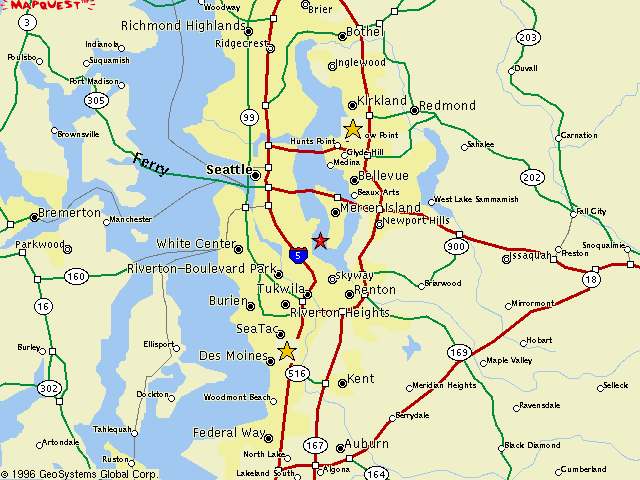 MAPQUEST™
Woodway
Brier
3
Richmond Highlands
Bothel
203
Indianola
Ridgecrest
Poulsbo
Suquamish
Inglewood
Duvall
Port Madison
305
Kirkland
Redmond
99
Brownsville
ow Point
Carnation
Hunts Point
Clyde Hill
Sahalee
Ferry
Medina
Seattle
Bellevue
202
Beaux Arts
West Lake Sammamish
Bremerton
Manchester
Mercer Island
Fall City
Newport Hills
Parkwood
White Center
900
Snoqualmie
5
Issaquah
Preston
160
Riverton-Boulevard Park
Skyway
18
Tukwila
Briarwood
16
Burien
Renton
Mirrormont
Riverton Heights
SeaTac
Burley
Ellisport
Hobart
Des Moines
169
Maple Valley
302
516
Kent
Meridian Heights
Selleck
Dockton
Woodmont Beach
Ravensdale
Berrydale
Tahlequah
Federal Way
Artondale
167
Auburn
Black Diamond
North Lake
Ruston
Lakeland South
Algona
164
Cumberland
© 1996 GeoSystems Global Corp.